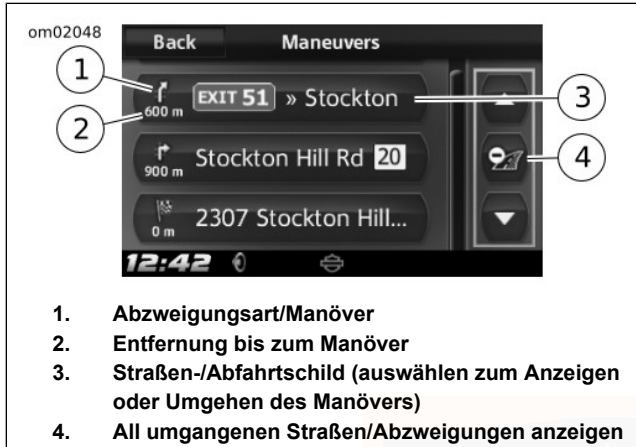 om02048
Back Maneuvers
1
2
3
4
600 m EXIT 51 » Stockton
900 m Stockton Hill Rd 20
0 m 2307 Stockton Hill...
12:42
1. Abzweigungsart/Manöver
2. Entfernung bis zum Manöver
3. Straßen-/Abfahrtschild (auswählen zum Anzeigen
oder Umgehen des Manövers)
4. All umgangenen Straßen/Abzweigungen anzeigen